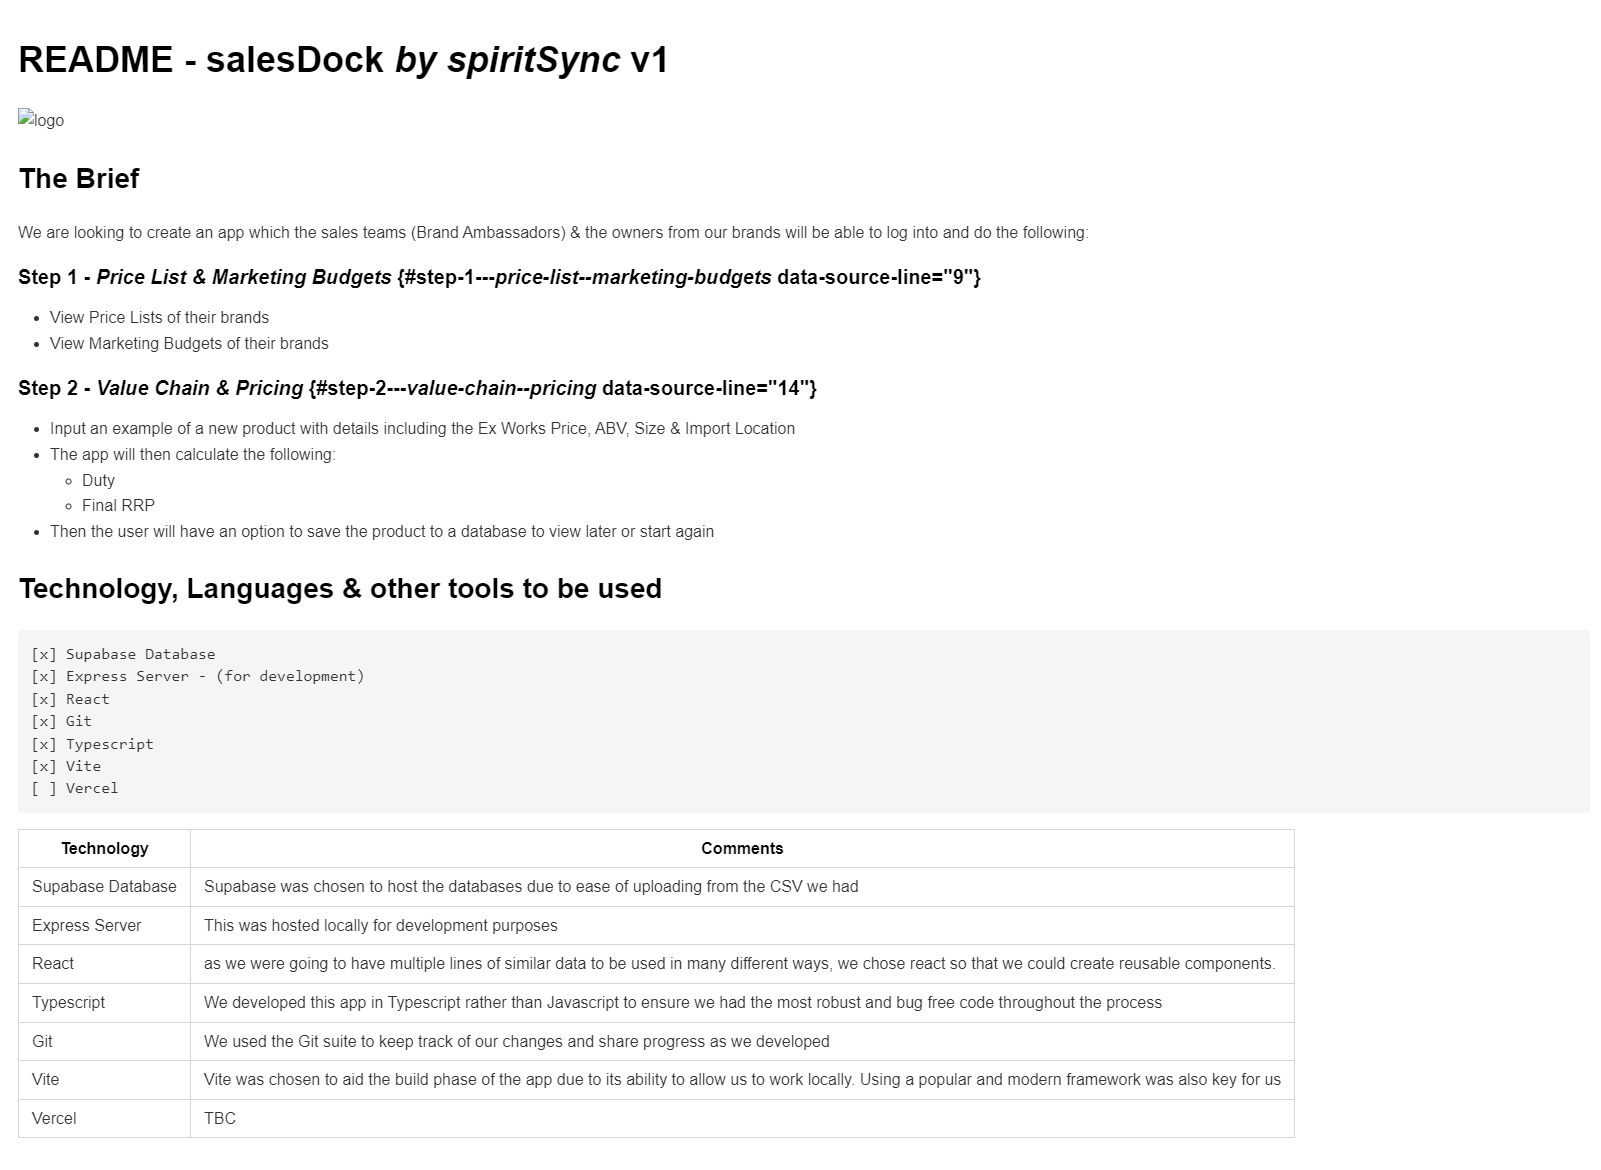 README - salesDock by spiritSync v1
logo
The Brief
We are looking to create an app which the sales teams (Brand Ambassadors) & the owners from our brands will be able to log into and do the following:
Step 1 - Price List & Marketing Budgets {#step-1---price-list--marketing-budgets data-source-line="9"}
• View Price Lists of their brands
• View Marketing Budgets of their brands
Step 2 - Value Chain & Pricing {#step-2---value-chain--pricing data-source-line="14"}
• Input an example of a new product with details including the Ex Works Price, ABV, Size & Import Location
• The app will then calculate the following:
◦ Duty
◦ Final RRP
• Then the user will have an option to save the product to a database to view later or start again
Technology, Languages & other tools to be used
[x] Supabase Database
[x] Express Server - (for development)
[x] React
[x] Git
[x] Typescript
[x] Vite
[ ] Vercel
Technology Comments
Supabase Database Supabase was chosen to host the databases due to ease of uploading from the CSV we had
Express Server This was hosted locally for development purposes
React as we were going to have multiple lines of similar data to be used in many different ways, we chose react so that we could create reusable components.
Typescript We developed this app in Typescript rather than Javascript to ensure we had the most robust and bug free code throughout the process
Git We used the Git suite to keep track of our changes and share progress as we developed
Vite Vite was chosen to aid the build phase of the app due to its ability to allow us to work locally. Using a popular and modern framework was also key for us
Vercel TBC